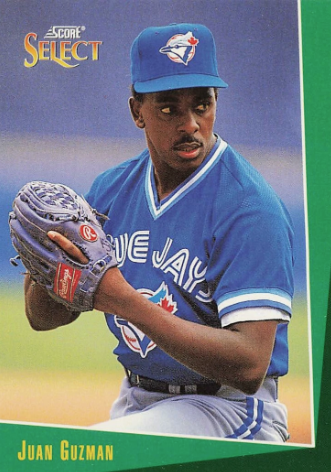 SCORE
SELECT
BLUE JAYS
R
Rawlings
JUAN GUZMAN